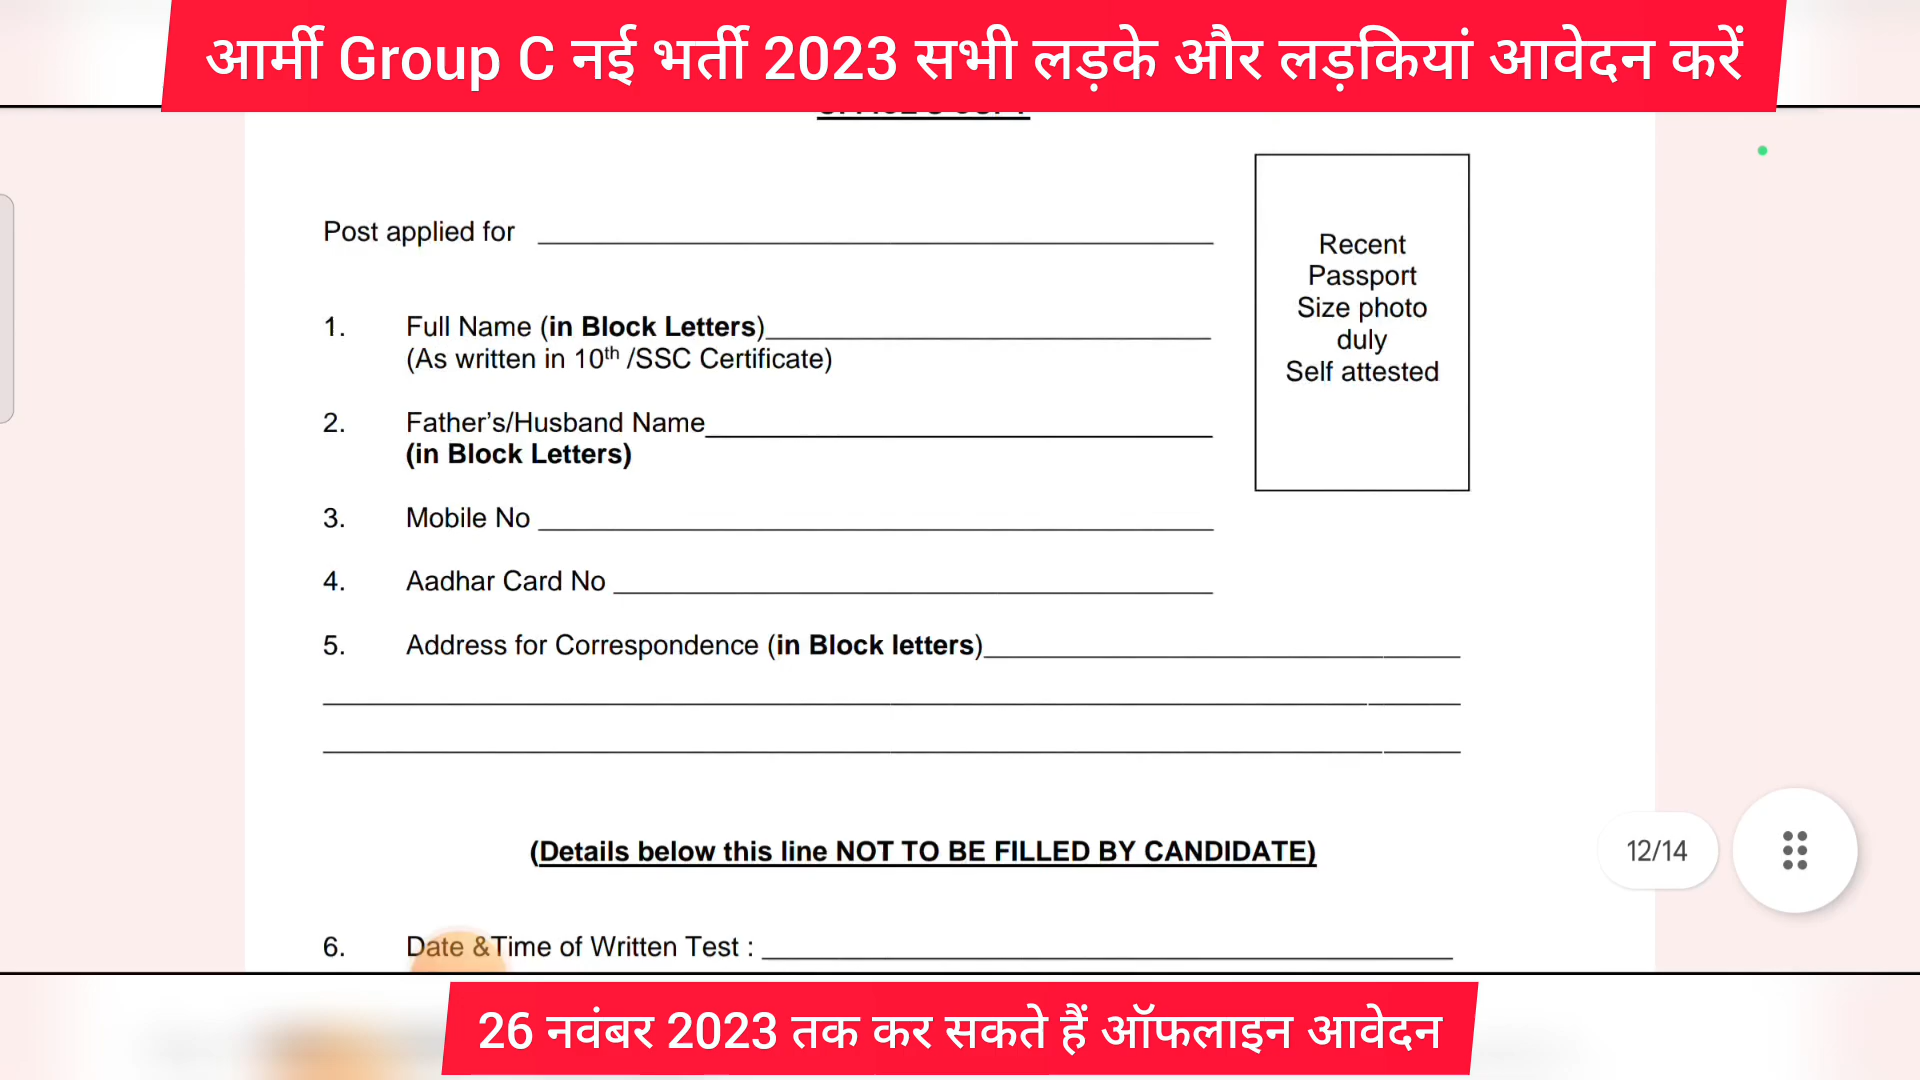 आर्मी Group C नई भर्ती 2023 सभी लड़के और लड़कियां आवेदन करें
Post applied for
Recent
Passport
Size photo
duly
Self attested
1. Full Name (in Block Letters)
(As written in 10th /SSC Certificate)
2. Father’s/Husband Name
(in Block Letters)
3. Mobile No
4. Aadhar Card No
5. Address for Correspondence (in Block letters)
(Details below this line NOT TO BE FILLED BY CANDIDATE)
12/14
6. Date &Time of Written Test :
26 नवंबर 2023 तक कर सकते हैं ऑफलाइन आवेदन